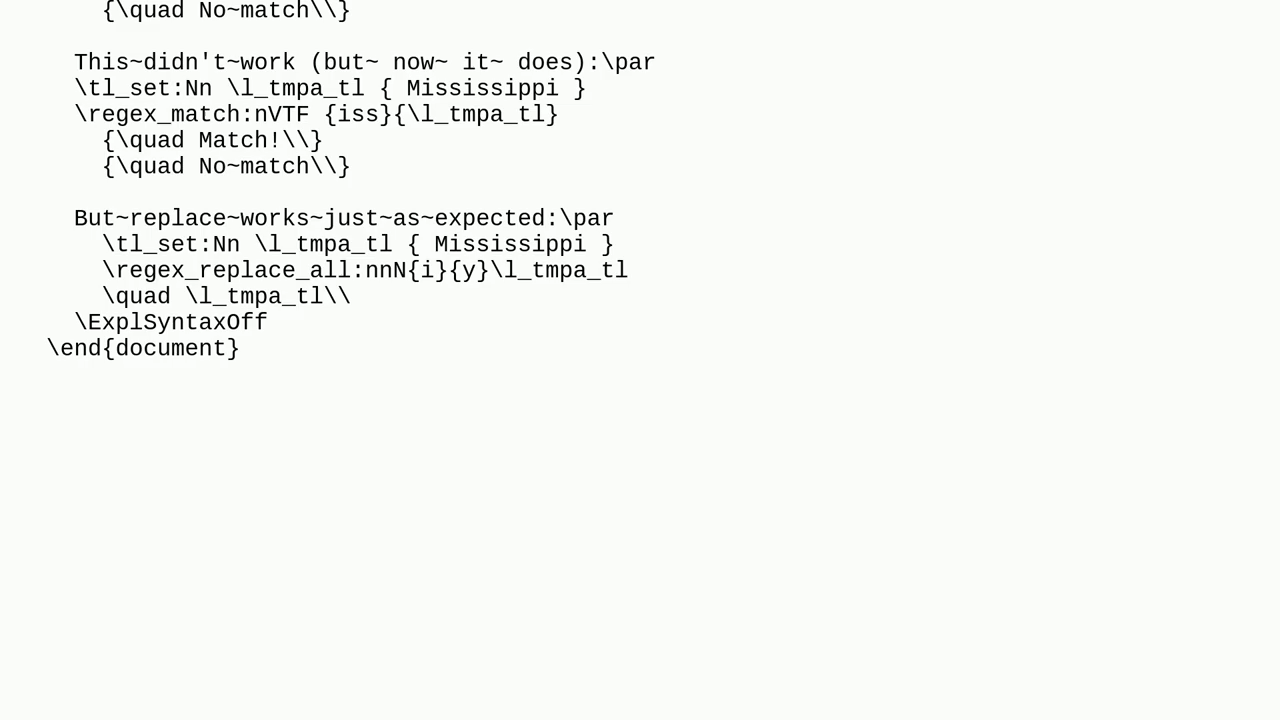 {\quad No~match\\}
This~didn't~work (but~ now~ it~ does):\par
\tl_set:Nn \l_tmpa_tl { Mississippi }
\regex_match:nVTF {iss}{\l_tmpa_tl}
{\quad Match!\\}
{\quad No~match\\}
But~replace~works~just~as~expected:\par
\tl_set:Nn \l_tmpa_tl { Mississippi }
\regex_replace_all:nnN{i}{y}\l_tmpa_tl
\quad \l_tmpa_tl\\
\ExplSyntaxOff
\end{document}